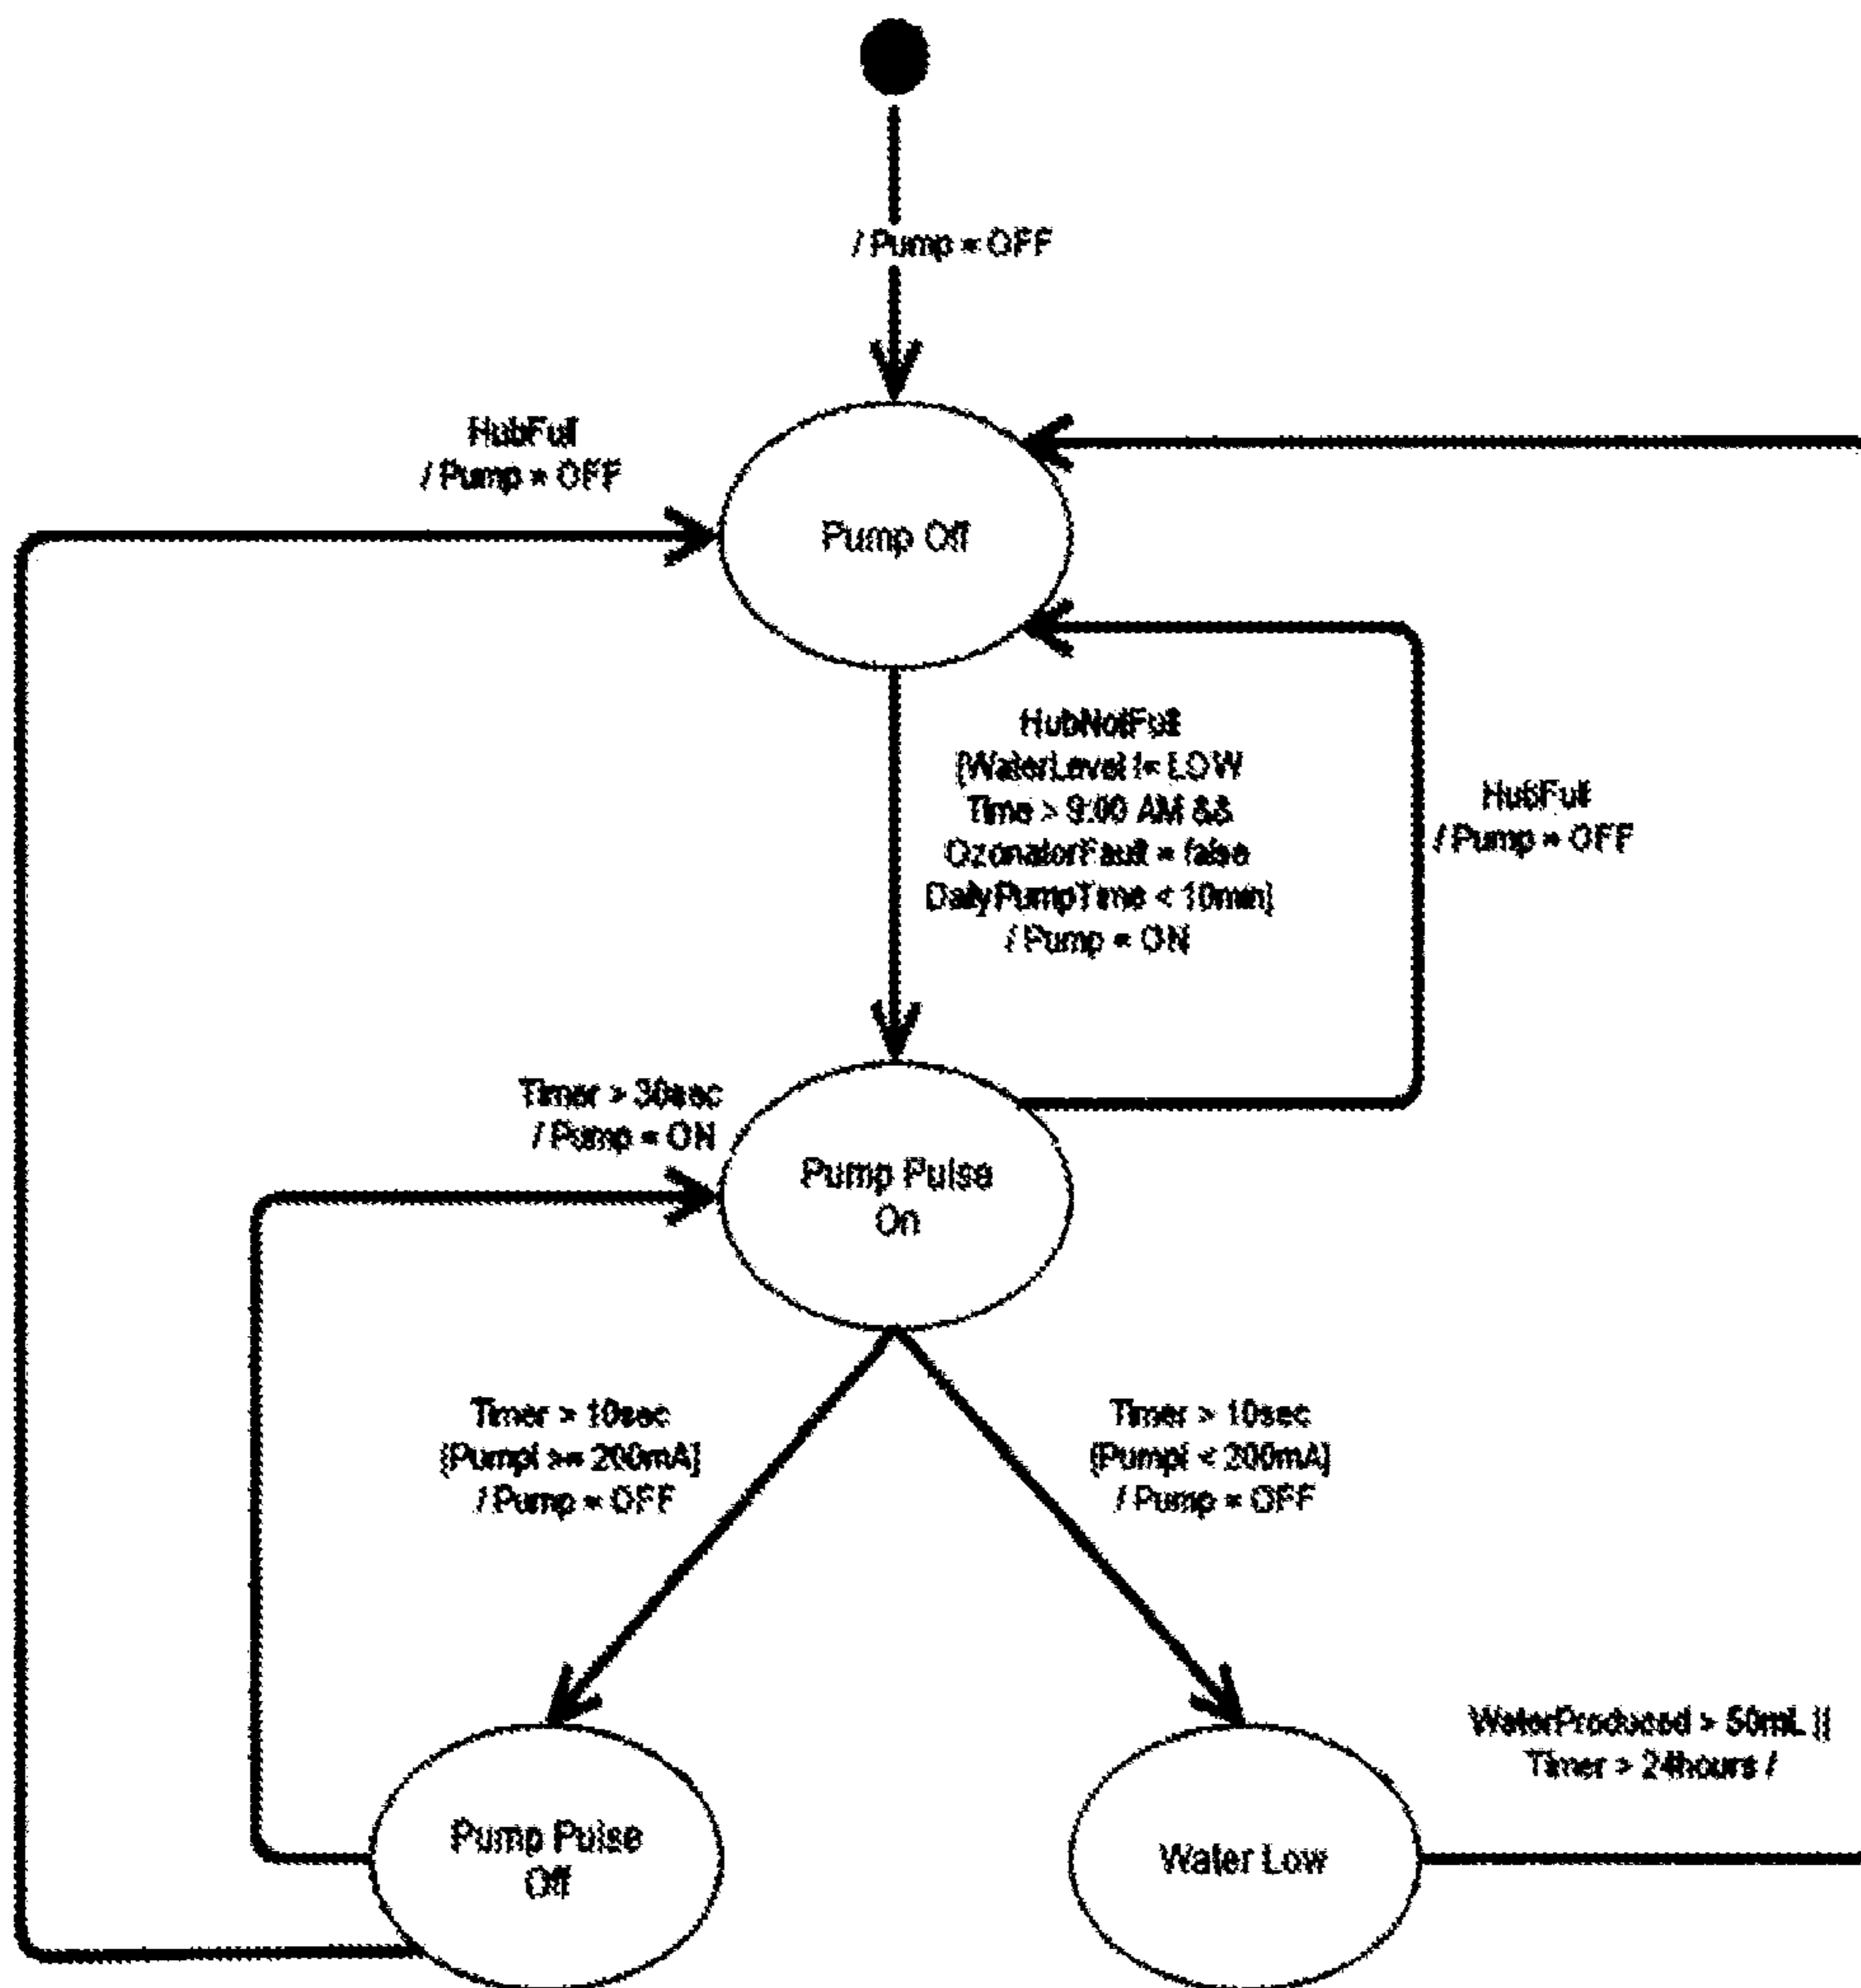 / Pump = OFF
HubFull
/ Pump = OFF
Pump Off
HubNotFull
[WaterLevel != LOW
Time > 9:00 AM &&
OzonatorFault = false
DailyPumpTime < 10min]
/ Pump = ON
HubFull
/ Pump = OFF
Timer > 30sec
/ Pump = ON
Pump Pulse
On
Timer > 10sec
[PumpI >= 200mA]
/ Pump = OFF
Timer > 10sec
[PumpI < 200mA]
/ Pump = OFF
WaterProduced > 50mL ||
Timer > 24hours /
Pump Pulse
Off
Water Low